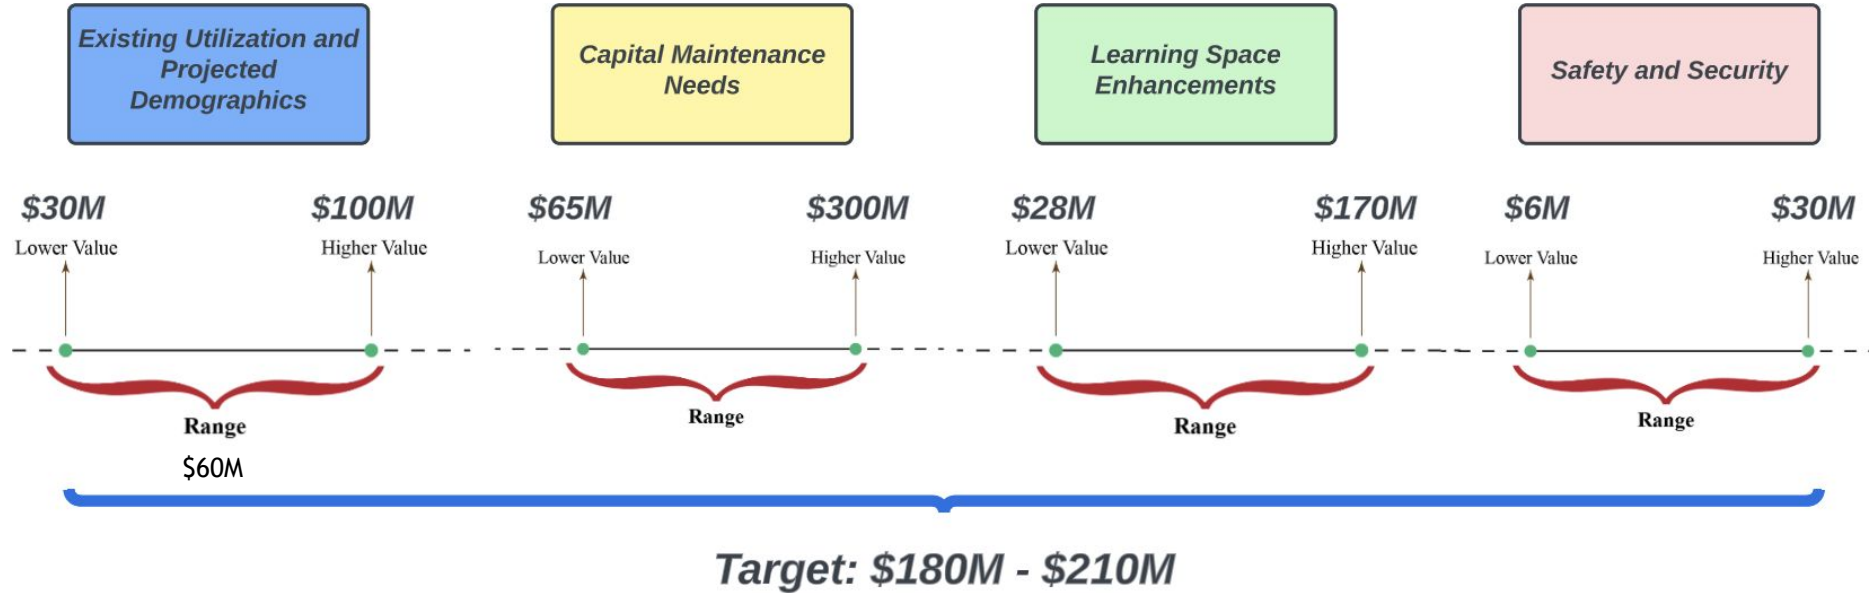 Existing Utilization and
Projected
Demographics
Capital Maintenance
Needs
Learning Space
Enhancements
Safety and Security
$30M
$100M
$65M
$300M
$28M
$170M
$6M
$30M
Lower Value
Higher Value
Lower Value
Higher Value
Lower Value
Higher Value
Lower Value
Higher Value
Range
Range
Range
Range
$60M
Target: $180M - $210M